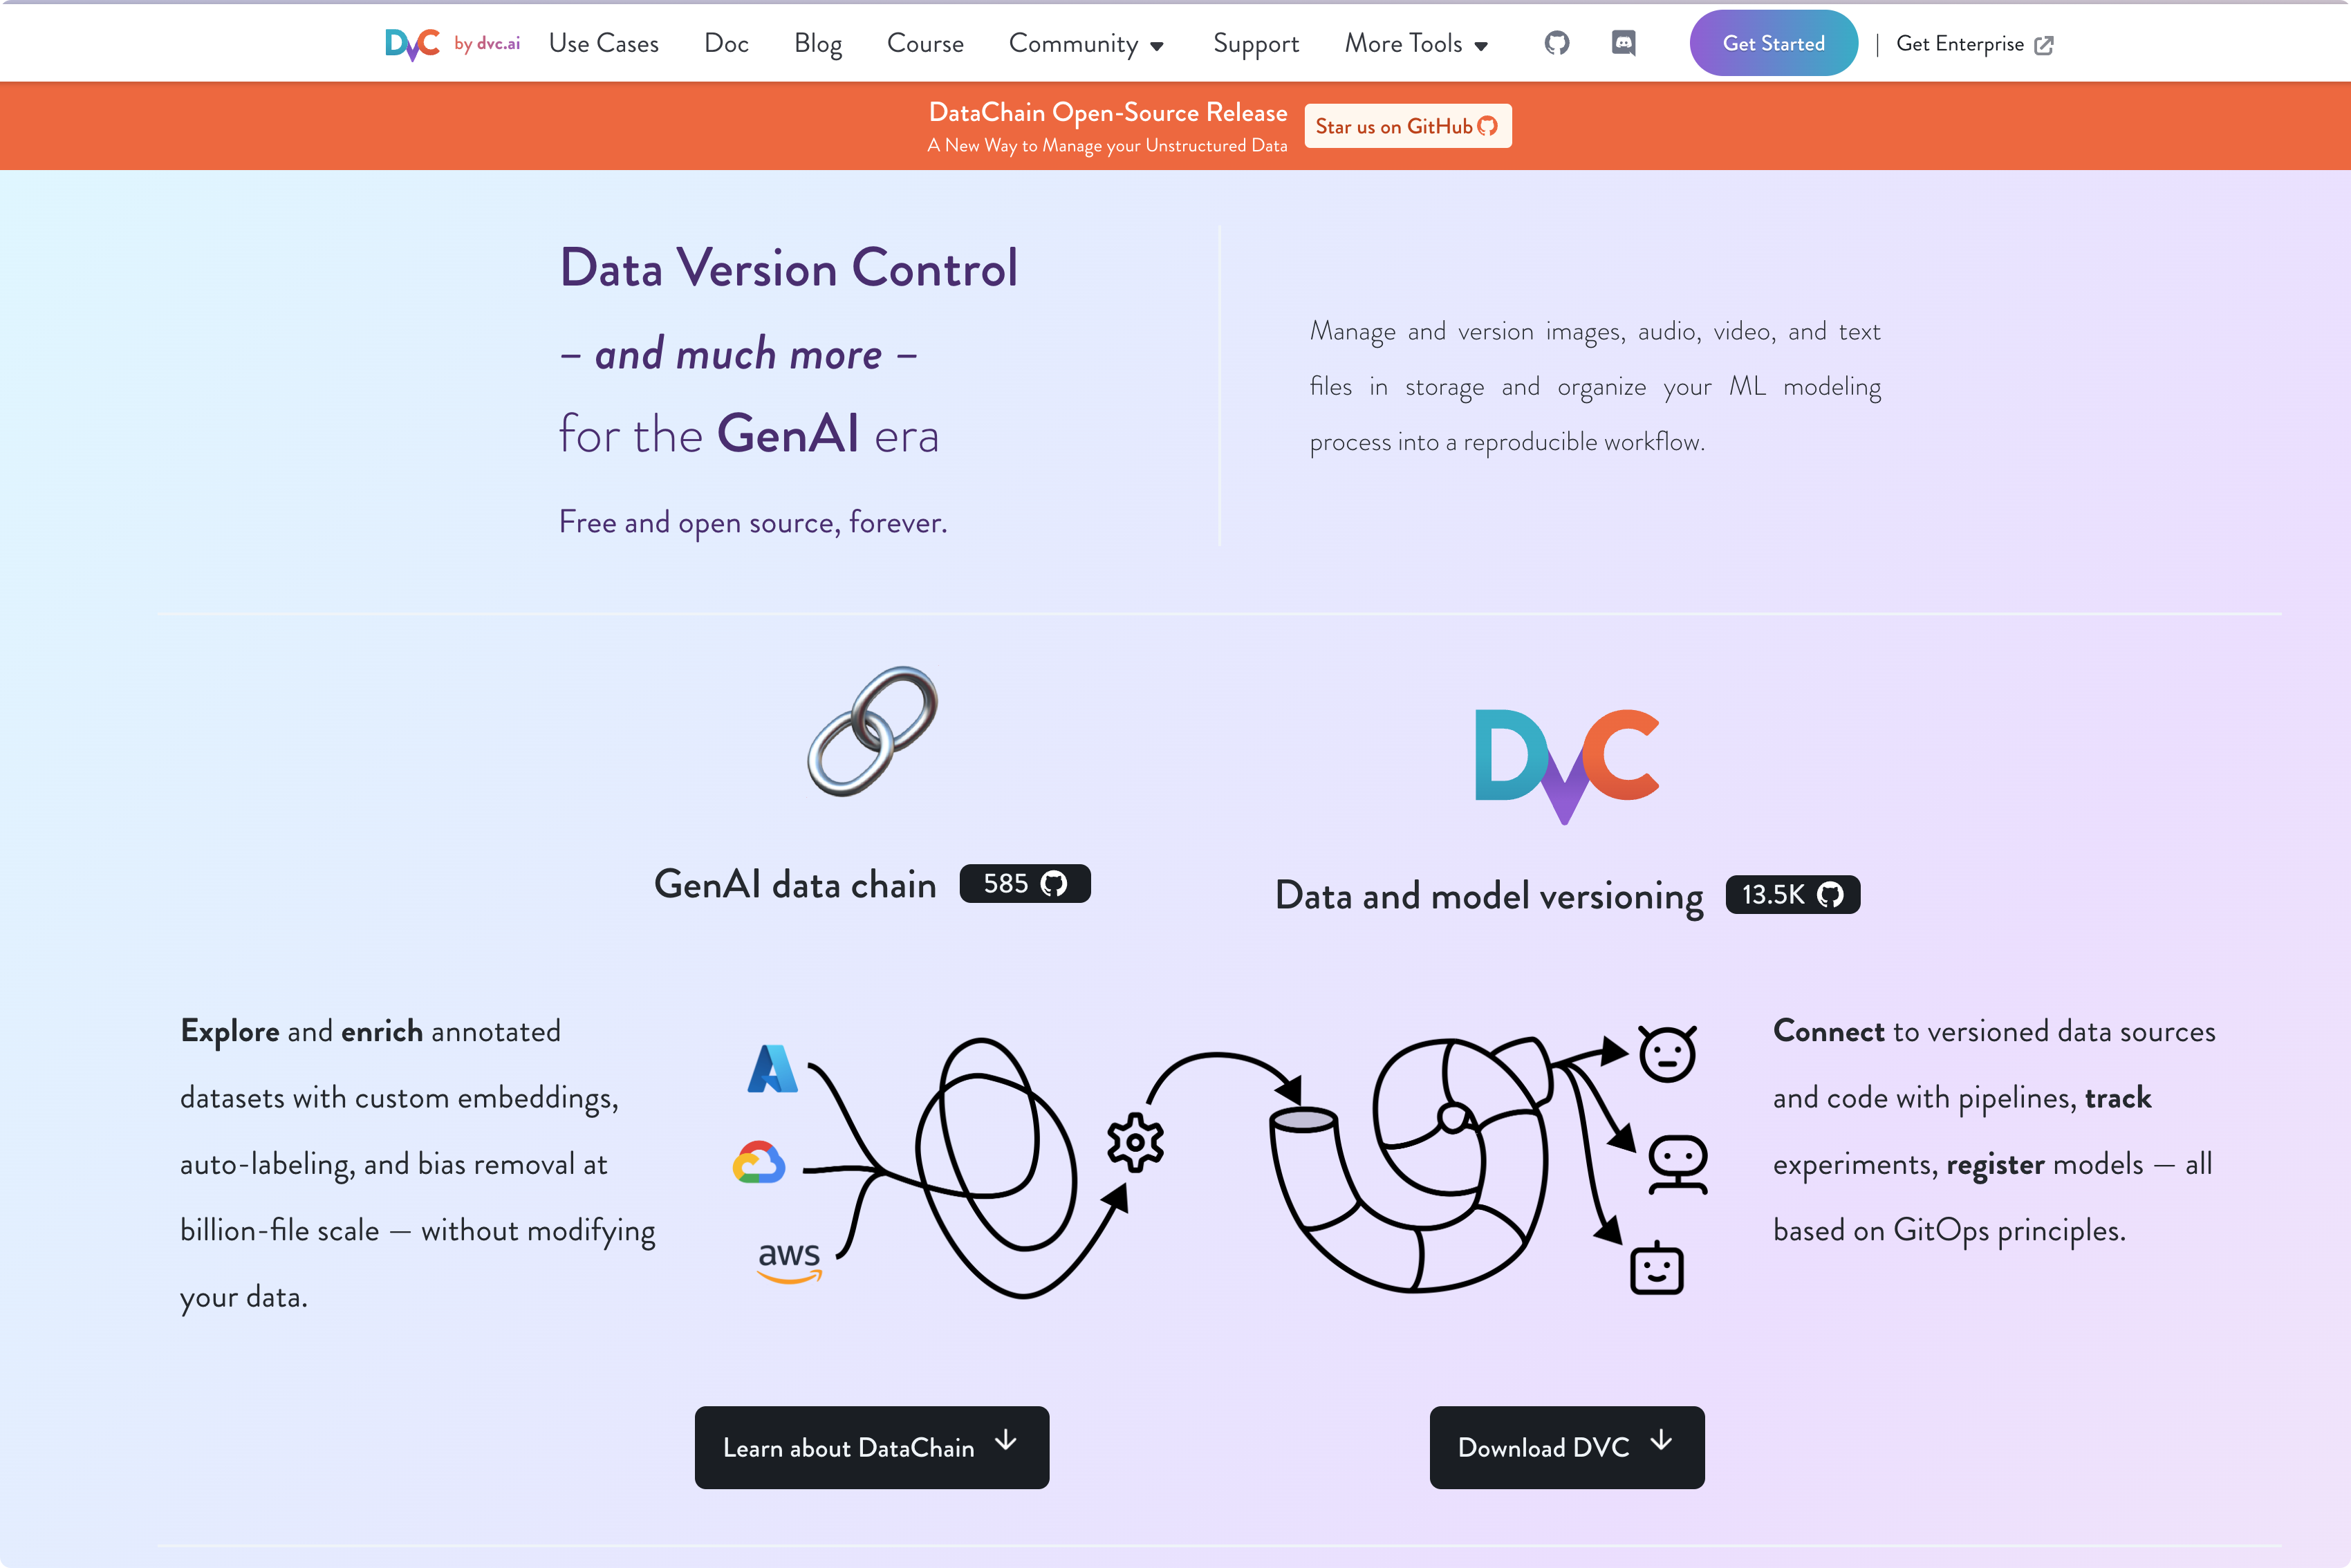 DVC by dvc.ai Use Cases Doc Blog Course Community Support More Tools Get Started | Get Enterprise
DataChain Open-Source Release
A New Way to Manage your Unstructured Data
Star us on GitHub
Data Version Control
– and much more –
for the GenAI era
Free and open source, forever.
Manage and version images, audio, video, and text
files in storage and organize your ML modeling
process into a reproducible workflow.
GenAI data chain 585
DVC
Data and model versioning 13.5K
Explore and enrich annotated
datasets with custom embeddings,
auto-labeling, and bias removal at
billion-file scale — without modifying
your data.
aws
Connect to versioned data sources
and code with pipelines, track
experiments, register models — all
based on GitOps principles.
Learn about DataChain
Download DVC